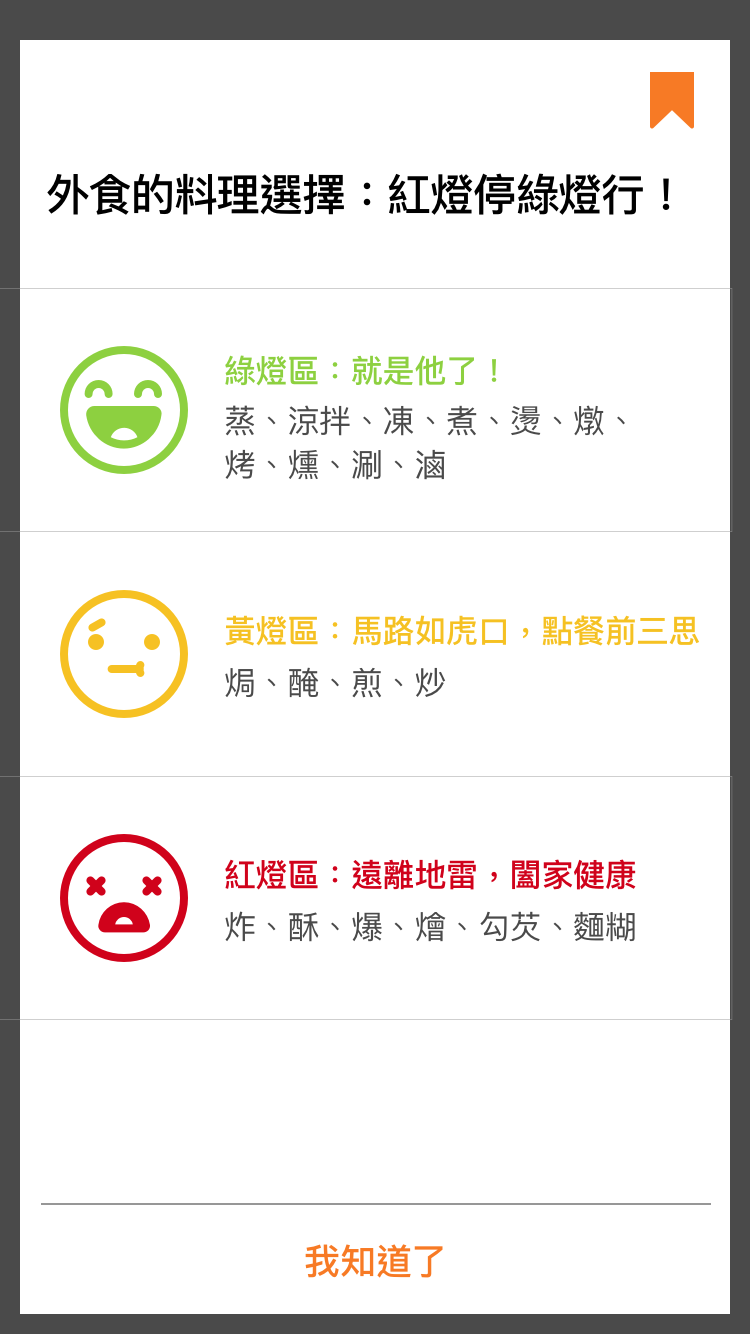 外食的料理選擇：紅燈停綠燈行！
綠燈區：就是他了！
蒸、涼拌、凍、煮、燙、燉、
烤、燻、涮、滷
黃燈區：馬路如虎口，點餐前三思
焗、醃、煎、炒
紅燈區：遠離地雷，闔家健康
炸、酥、爆、燴、勾芡、麵糊
我知道了